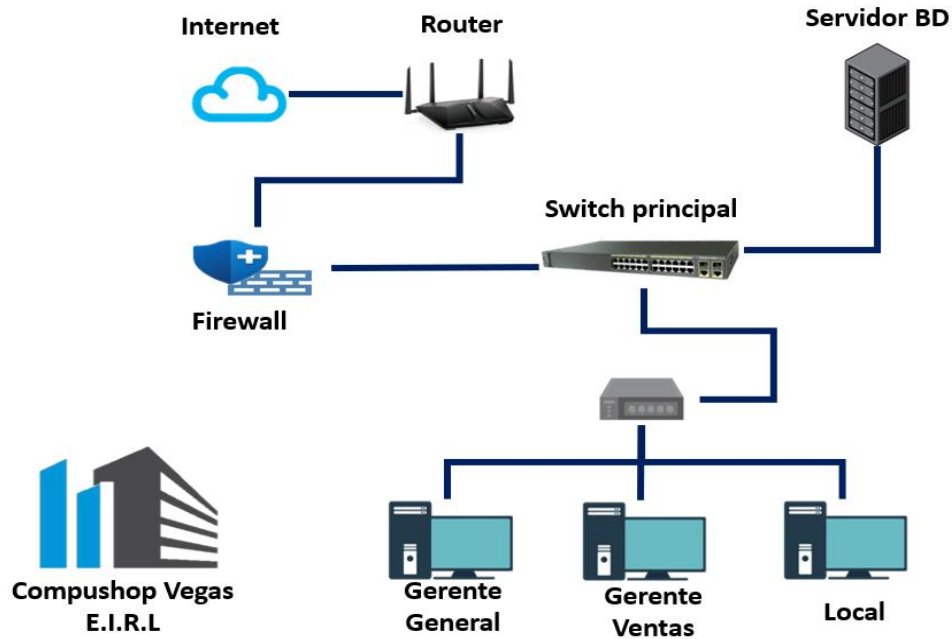 Internet
Router
Servidor BD
Switch principal
Firewall
Compushop Vegas
E.I.R.L
Gerente
General
Gerente
Ventas
Local